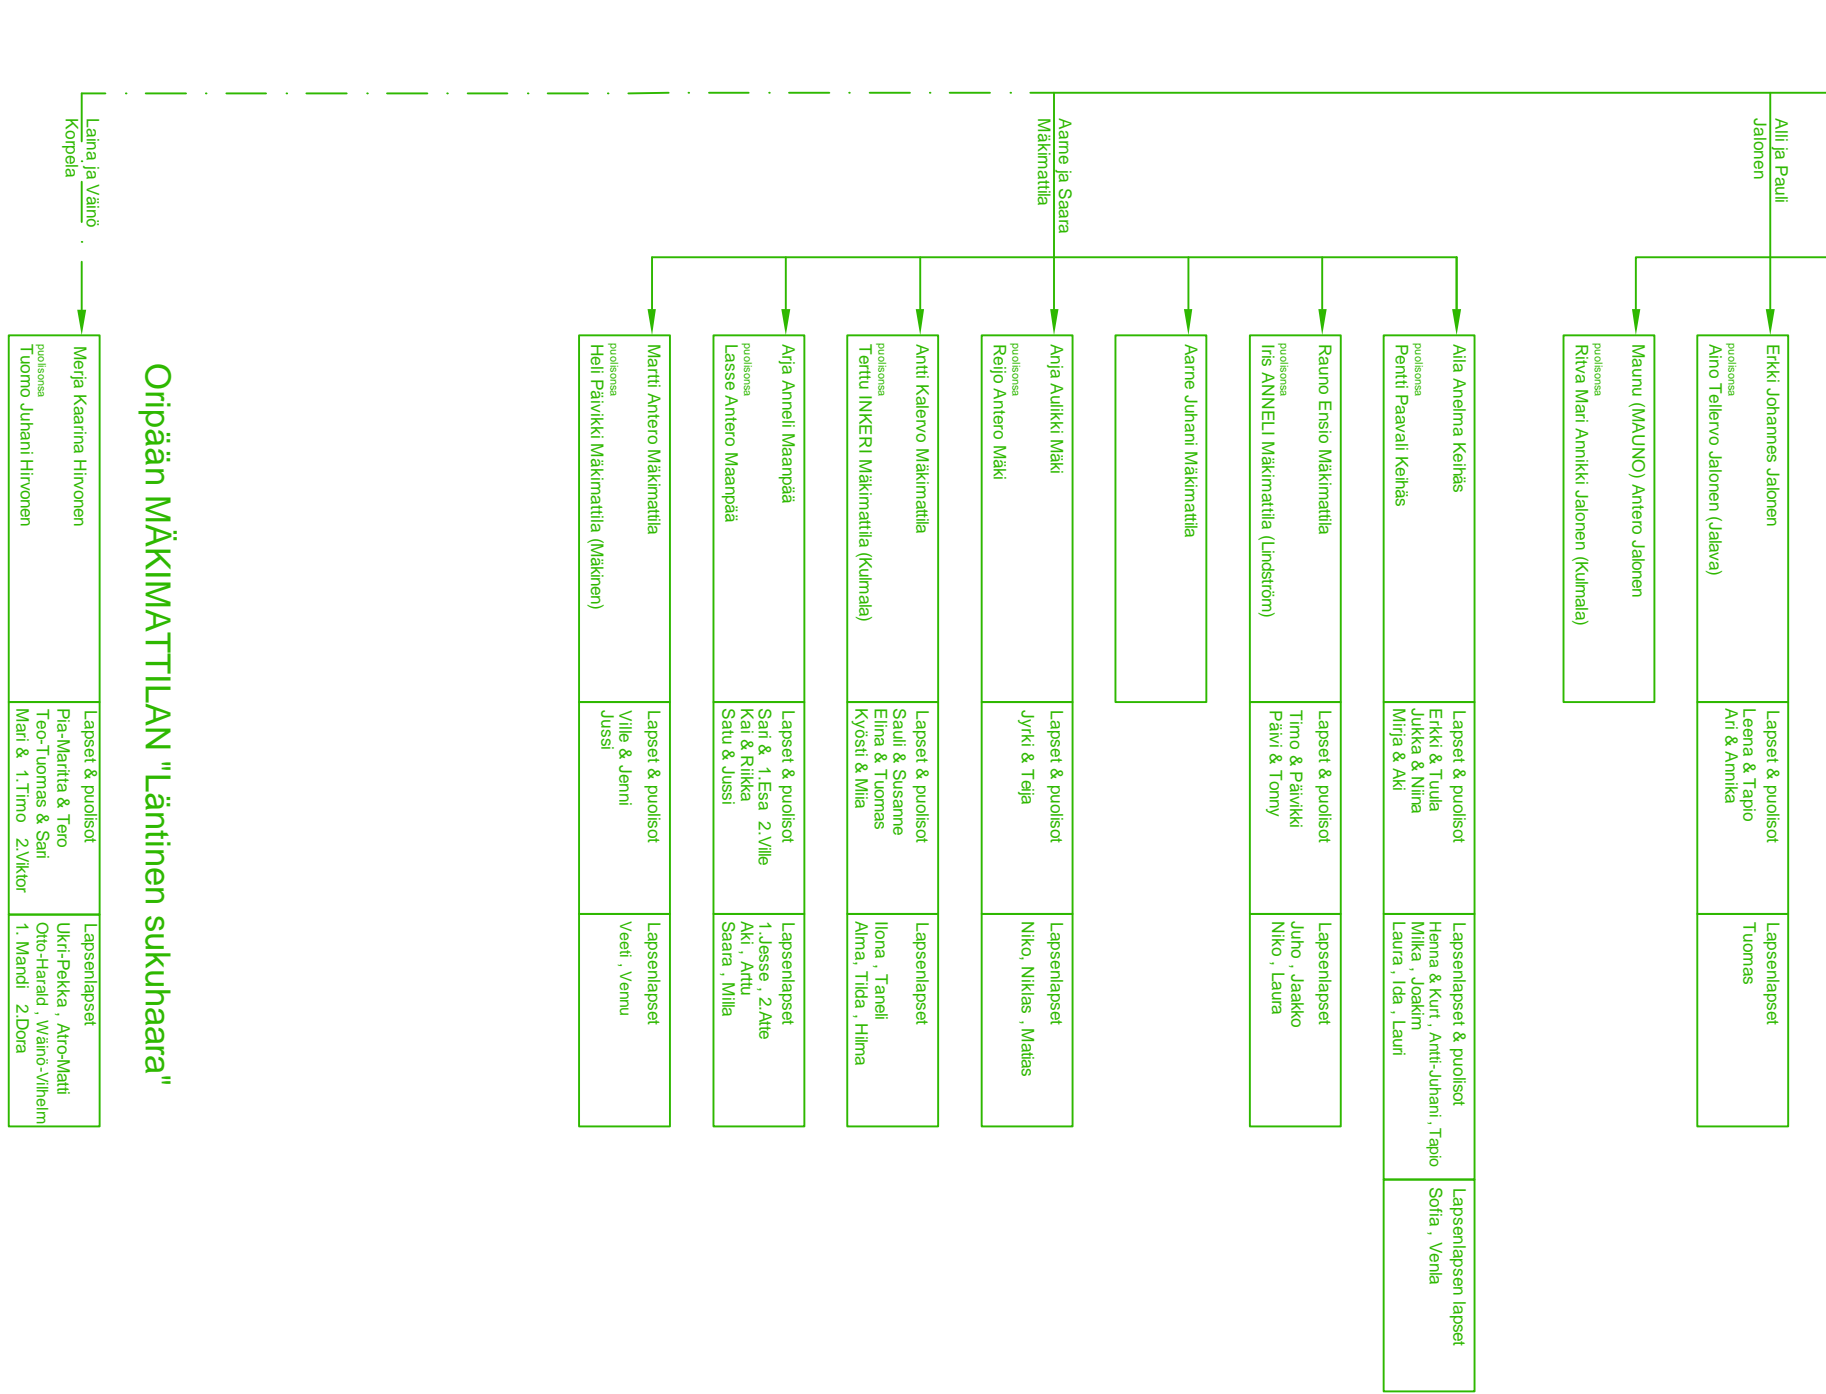 Alli ja Pauli
Jalonen
Erkki Johannes Jalonen
puolisonsa
Aino Tellervo Jalonen (Jalava)
Lapset & puolisot
Leena & Tapio
Ari & Annika
Lapsenlapset
Tuomas
Maunu (MAUNO) Antero Jalonen
puolisonsa
Ritva Mari Annikki Jalonen (Kulmala)
Aarne ja Saara
Mäkimattila
Aila Anelma Keihäs
puolisonsa
Pentti Paavali Keihäs
Lapset & puolisot
Erkki & Tuula
Jukka & Niina
Mirja & Aki
Lapsenlapset & puolisot
Henna & Kurt , Antti-Juhani , Tapio
Milka , Joakim
Laura , Ida , Lauri
Lapsenlapsen lapset
Sofia , Venla
Rauno Ensio Mäkimattila
puolisonsa
Iris ANNELI Mäkimattila (Lindström)
Lapset & puolisot
Timo & Päivikki
Päivi & Tonny
Lapsenlapset
Juho , Jaakko
Niko , Laura
Aarne Juhani Mäkimattila
Anja Aulikki Mäki
puolisonsa
Reijo Antero Mäki
Lapset & puolisot
Jyrki & Teija
Lapsenlapset
Niko, Niklas , Matias
Antti Kalervo Mäkimattila
puolisonsa
Terttu INKERI Mäkimattila (Kulmala)
Lapset & puolisot
Sauli & Susanne
Elina & Tuomas
Kyösti & Miia
Lapsenlapset
Ilona , Taneli
Alma, Tilda , Hilma
Arja Anneli Maanpää
puolisonsa
Lasse Antero Maanpää
Lapset & puolisot
Sari & 1.Esa 2.Ville
Kai & Riikka
Satu & Jussi
Lapsenlapset
1.Jesse , 2.Atte
Aki , Arttu
Saara , Milla
Martti Antero Mäkimattila
puolisonsa
Heli Päivikki Mäkimattila (Mäkinen)
Lapset & puolisot
Ville & Jenni
Jussi
Lapsenlapset
Veeti , Vennu
Oripään MÄKIMATTILAN "Läntinen sukuhaara"
Laina ja Väinö
Korpela
Merja Kaarina Hirvonen
puolisonsa
Tuomo Juhani Hirvonen
Lapset & puolisot
Pia-Maritta & Tero
Teo-Tuomas & Sari
Mari & 1.Timo 2.Viktor
Lapsenlapset
Ukri-Pekka , Atro-Matti
Otto-Harald , Wäinö-Vilhelm
1. Mandi 2.Dora